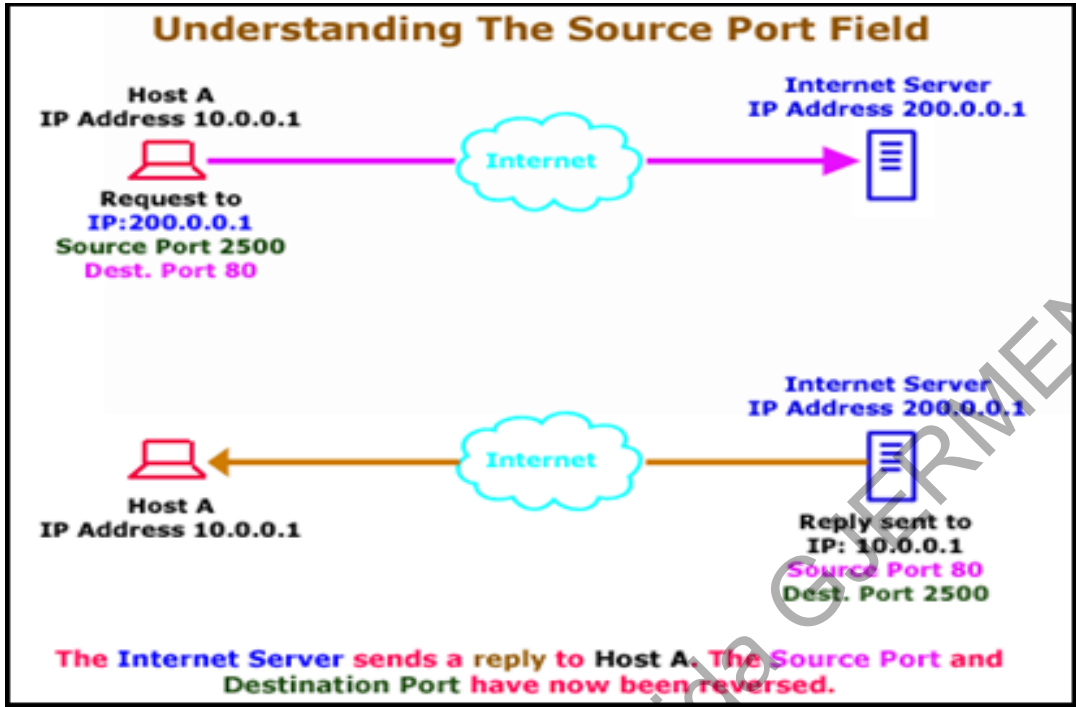 Understanding The Source Port Field
Host A
IP Address 10.0.0.1
Internet Server
IP Address 200.0.0.1
Internet
Request to
IP:200.0.0.1
Source Port 2500
Dest. Port 80
Internet Server
IP Address 200.0.0.1
Internet
Host A
IP Address 10.0.0.1
Reply sent to
IP: 10.0.0.1
Source Port 80
Dest. Port 2500
The Internet Server sends a reply to Host A. The Source Port and
Destination Port have now been reversed.